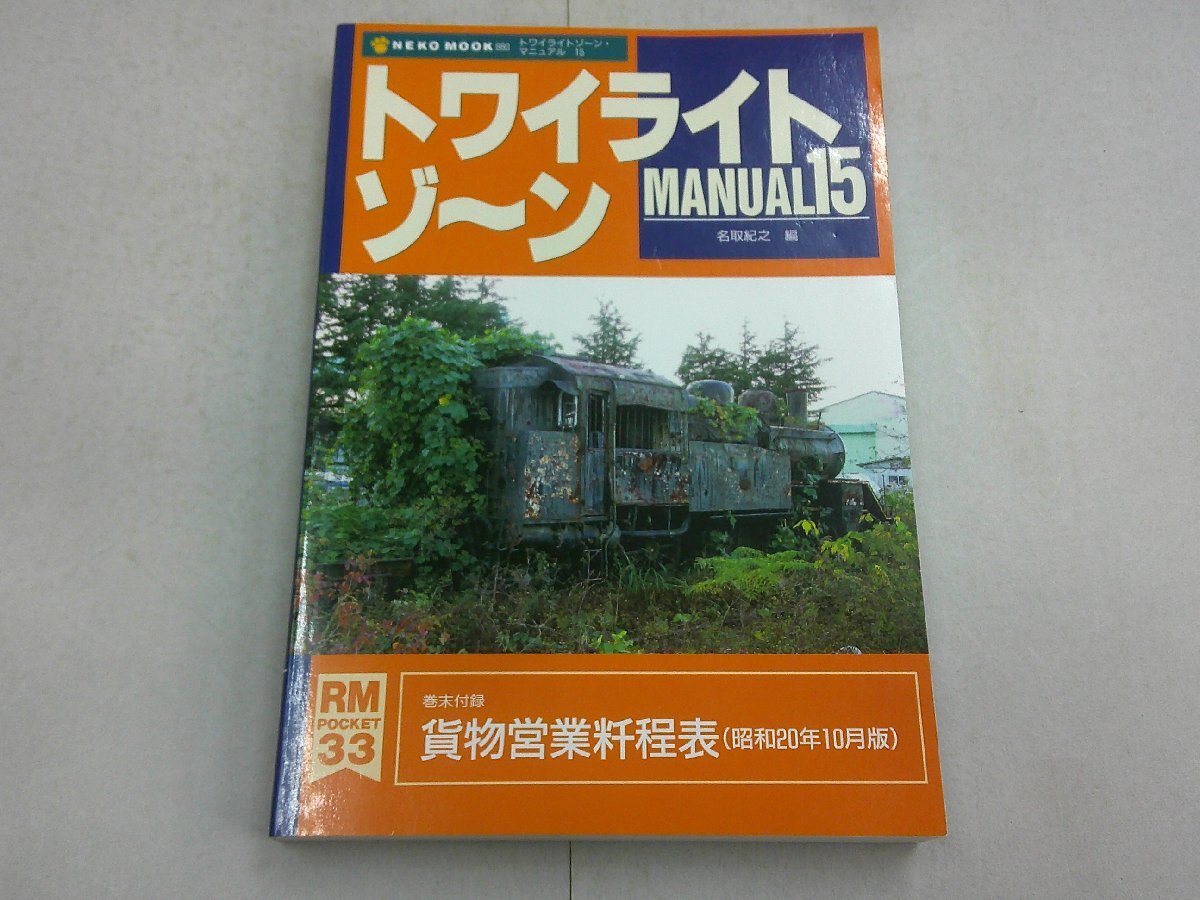 NEKO MOOK
トワイライトゾーン・
マニュアル 15
トワイライト
ゾ〜ン
MANUAL15
名取紀之 編
RM
POCKET
33
巻末付録
貨物営業粁程表(昭和20年10月版)